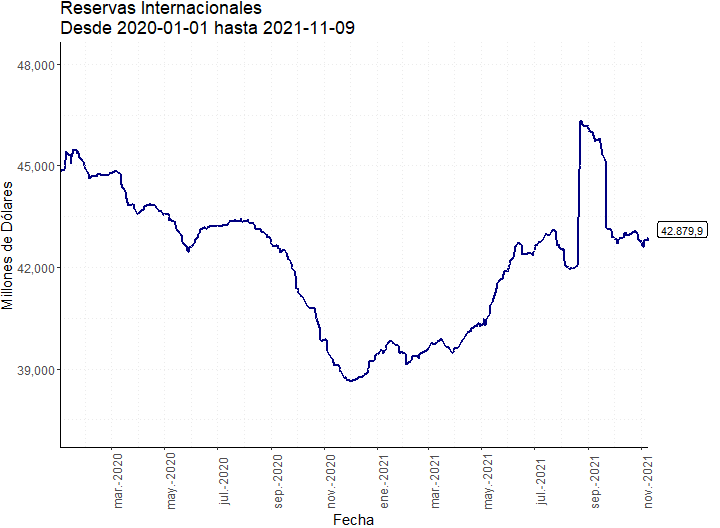 Reservas Internacionales
Desde 2020-01-01 hasta 2021-11-09
48,000
45,000
42,000
39,000
Millones de Dólares
42.879,9
mar.-2020
may.-2020
jul.-2020
sep.-2020
nov.-2020
ene.-2021
mar.-2021
may.-2021
jul.-2021
sep.-2021
nov.-2021
Fecha